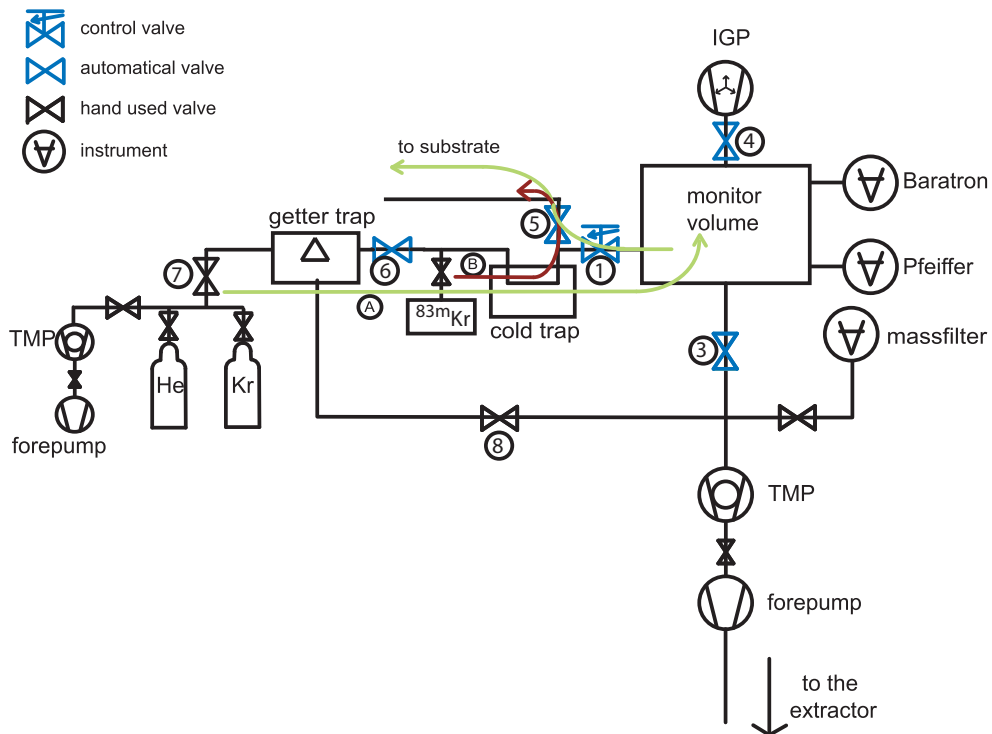 control valve
automatical valve
hand used valve
instrument
IGP
4
to substrate
monitor
volume
Baratron
getter trap
5
7
6
B
1
Pfeiffer
A
83mKr
cold trap
TMP
3
massfilter
He
Kr
forepump
8
TMP
forepump
to the
extractor